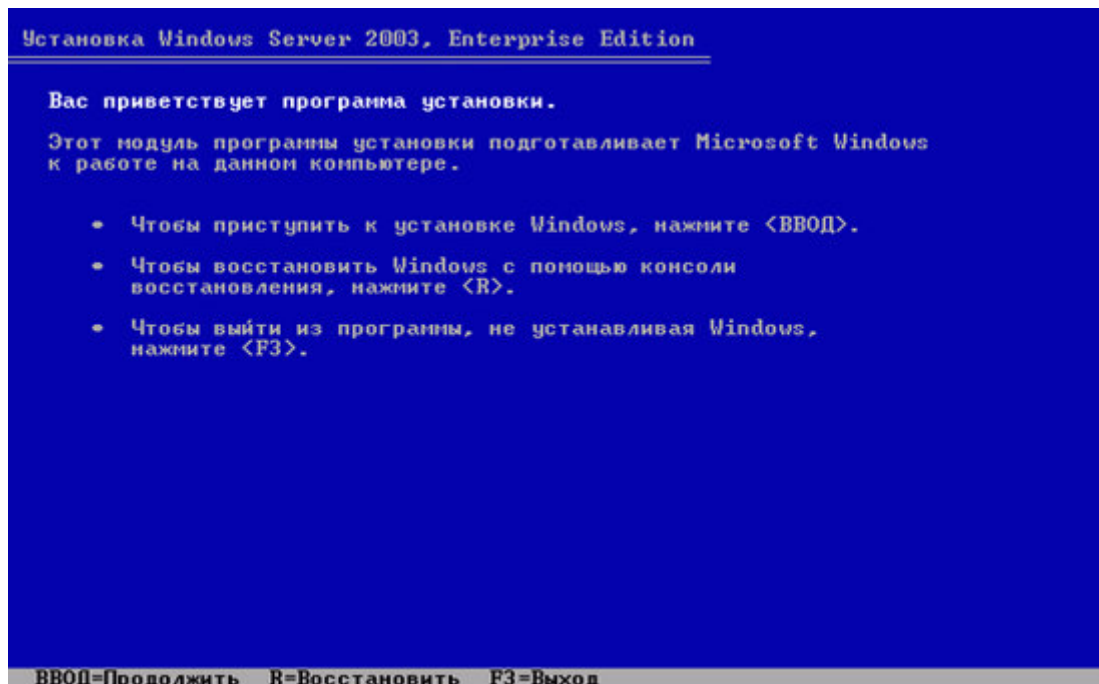 Установка Windows Server 2003, Enterprise Edition
Вас приветствует программа установки.
Этот модуль программы установки подготавливает Microsoft Windows
к работе на данном компьютере.
• Чтобы приступить к установке Windows, нажмите <ВВОД>.
• Чтобы восстановить Windows с помощью консоли
восстановления, нажмите <R>.
• Чтобы выйти из программы, не устанавливая Windows,
нажмите <F3>.
ВВОД=Продолжить R=Восстановить F3=Выход